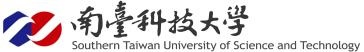 南臺科技大學
Southern Taiwan University of Science and Technology